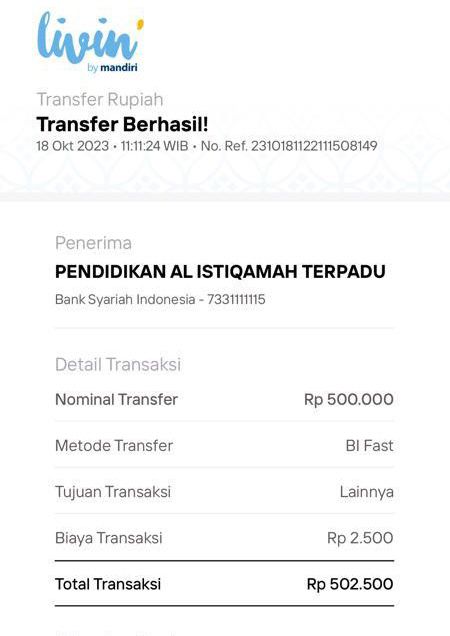 livin'
by mandiri
Transfer Rupiah
Transfer Berhasil!
18 Okt 2023 • 11:11:24 WIB • No. Ref. 2310181122111508149
Penerima
PENDIDIKAN AL ISTIQAMAH TERPADU
Bank Syariah Indonesia - 7331111115
Detail Transaksi
Nominal Transfer Rp 500.000
Metode Transfer BI Fast
Tujuan Transaksi Lainnya
Biaya Transaksi Rp 2.500
Total Transaksi Rp 502.500